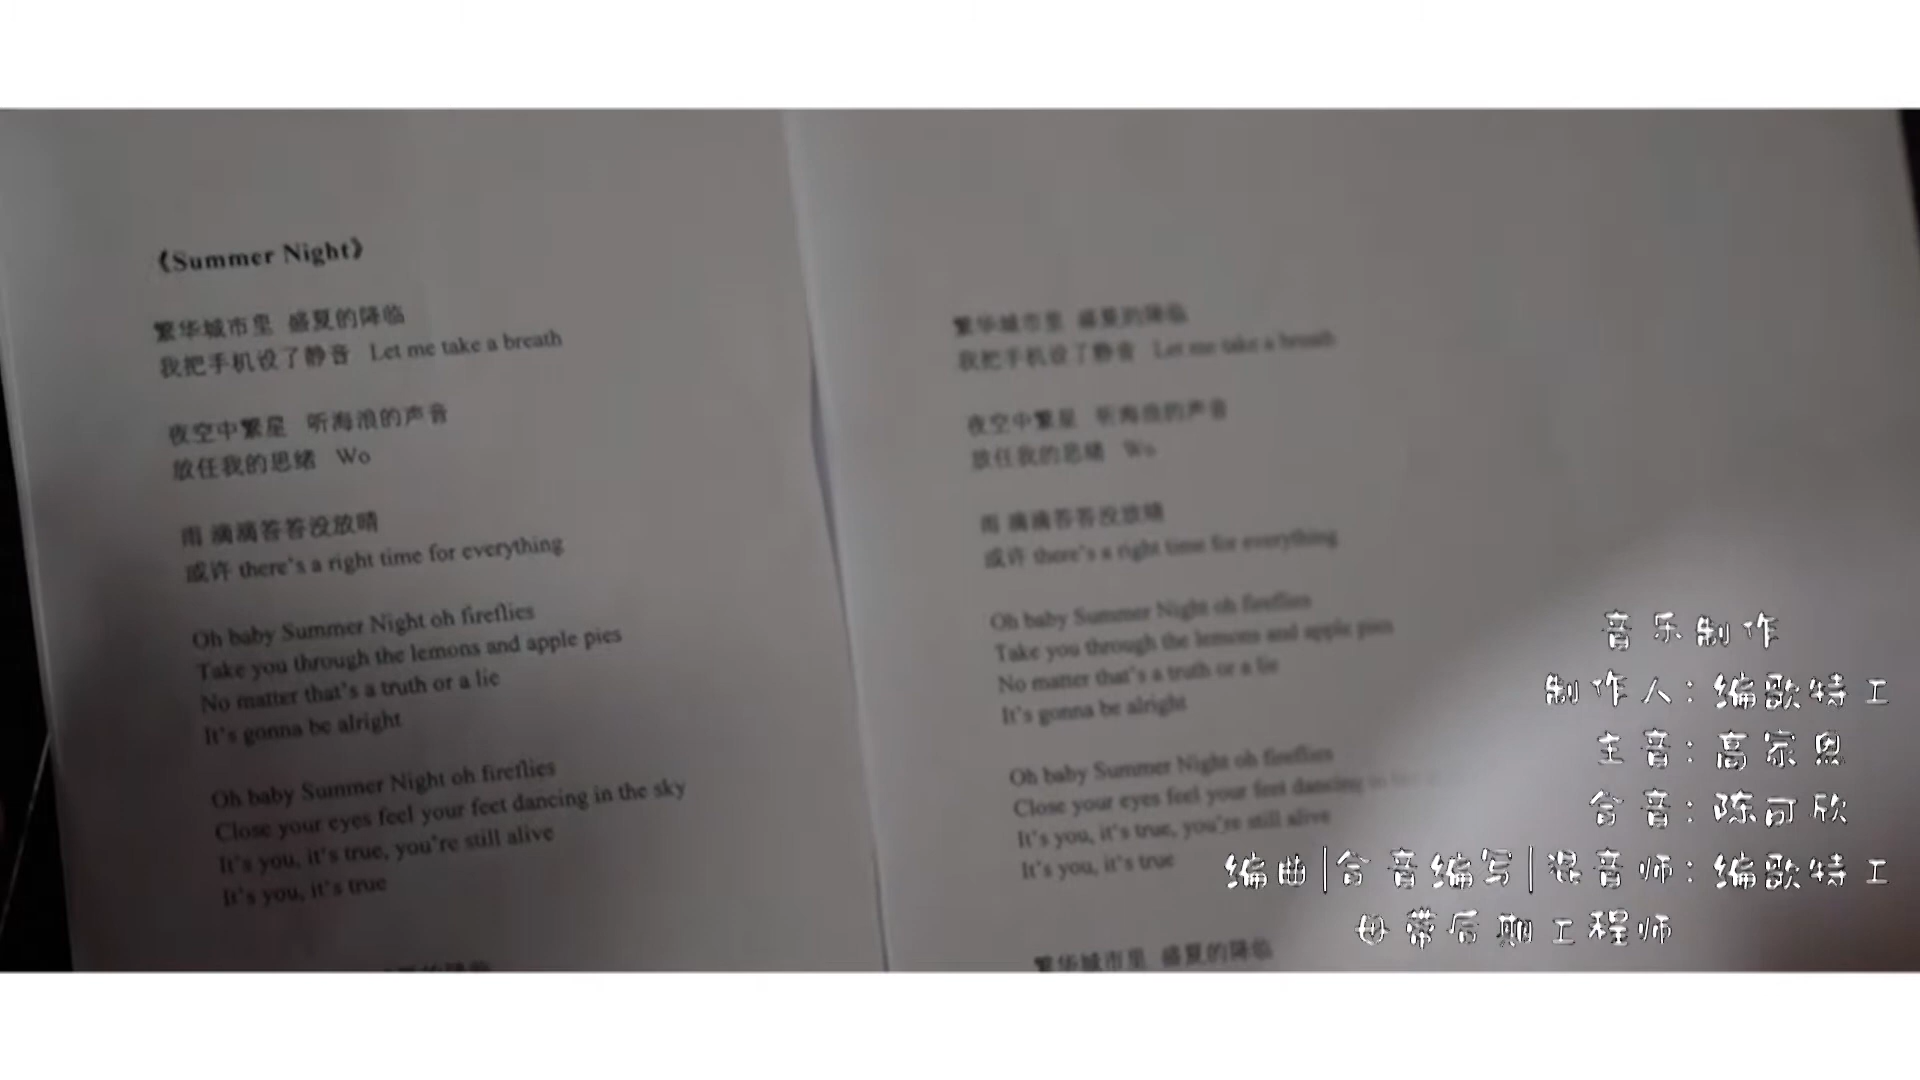 《Summer Night》
繁华城市里 盛夏的降临
我把手机设了静音 Let me take a breath
夜空中繁星 听海浪的声音
放任我的思绪 Wo
雨 滴滴答答没放晴
或许 there's a right time for everything
Oh baby Summer Night oh fireflies
Take you through the lemons and apple pies
No matter that's a truth or a lie
It's gonna be alright
Oh baby Summer Night oh fireflies
Close your eyes feel your feet dancing in the sky
It's you, it's true, you're still alive
It's you, it's true
繁华城市里 盛夏的降临
我把手机设了静音 Let me take a breath
夜空中繁星 听海浪的声音
放任我的思绪 Wo
雨 滴滴答答没放晴
或许 there's a right time for everything
Oh baby Summer Night oh fireflies
Take you through the lemons and apple pies
No matter that's a truth or a lie
It's gonna be alright
Oh baby Summer Night oh fireflies
Close your eyes feel your feet dancing in
It's you, it's true, you're still alive
It's you, it's true
繁华城市里 盛夏的降临
音乐制作
制作人:编歌特工
主音:高家恩
合音:陈可欣
编曲|合音编写|混音师:编歌特工
母带后期工程师